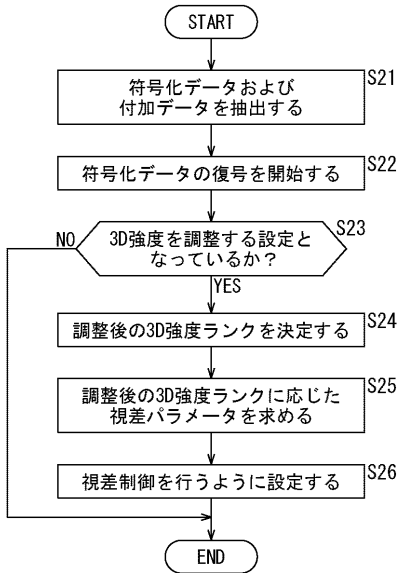 START
S21
符号化データおよび
付加データを抽出する
S22
符号化データの復号を開始する
S23
NO
3D強度を調整する設定と
なっているか？
YES
S24
調整後の3D強度ランクを決定する
S25
調整後の3D強度ランクに応じた
視差パラメータを求める
S26
視差制御を行うように設定する
END